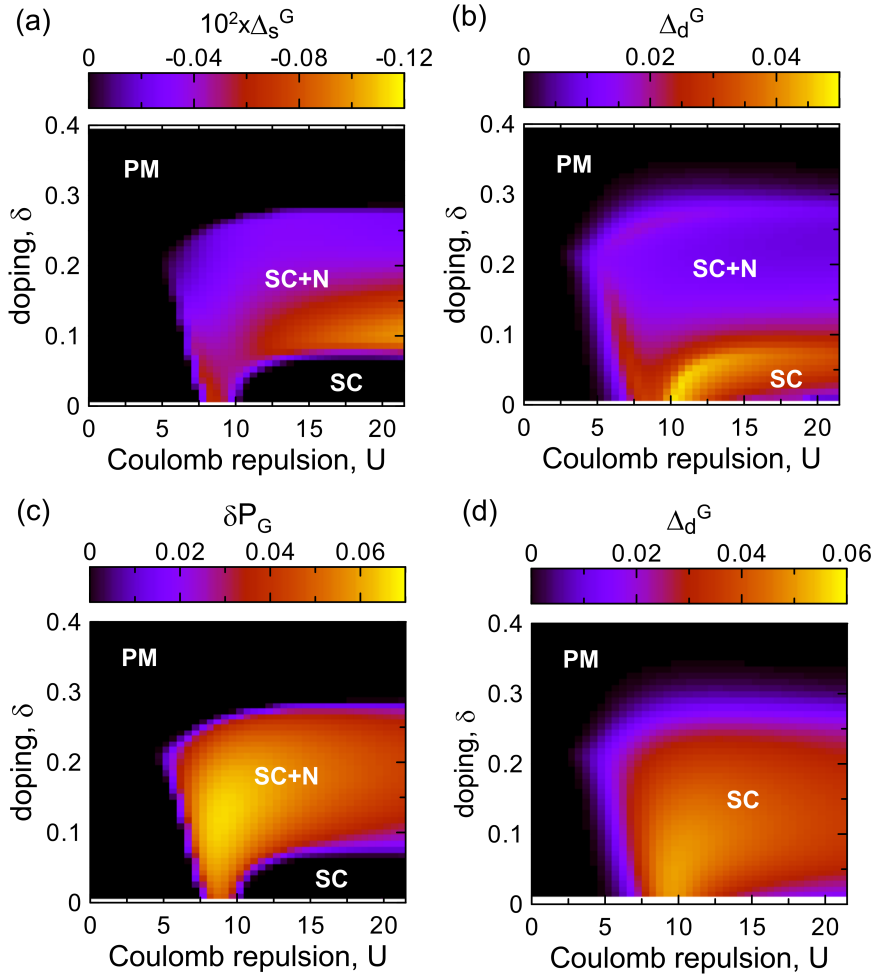 (a)
10²xΔₛᴳ
0 -0.04 -0.08 -0.12
0.4
0.3
0.2
0.1
0
doping, δ
PM
SC+N
SC
0 5 10 15 20
Coulomb repulsion, U
(b)
Δ_d^G
0 0.02 0.04
0.4
0.3
0.2
0.1
0
doping, δ
PM
SC+N
SC
0 5 10 15 20
Coulomb repulsion, U
(c)
δP_G
0 0.02 0.04 0.06
0.4
0.3
0.2
0.1
0
doping, δ
PM
SC+N
SC
0 5 10 15 20
Coulomb repulsion, U
(d)
Δ_d^G
0 0.02 0.04 0.06
0.4
0.3
0.2
0.1
0
doping, δ
PM
SC
0 5 10 15 20
Coulomb repulsion, U